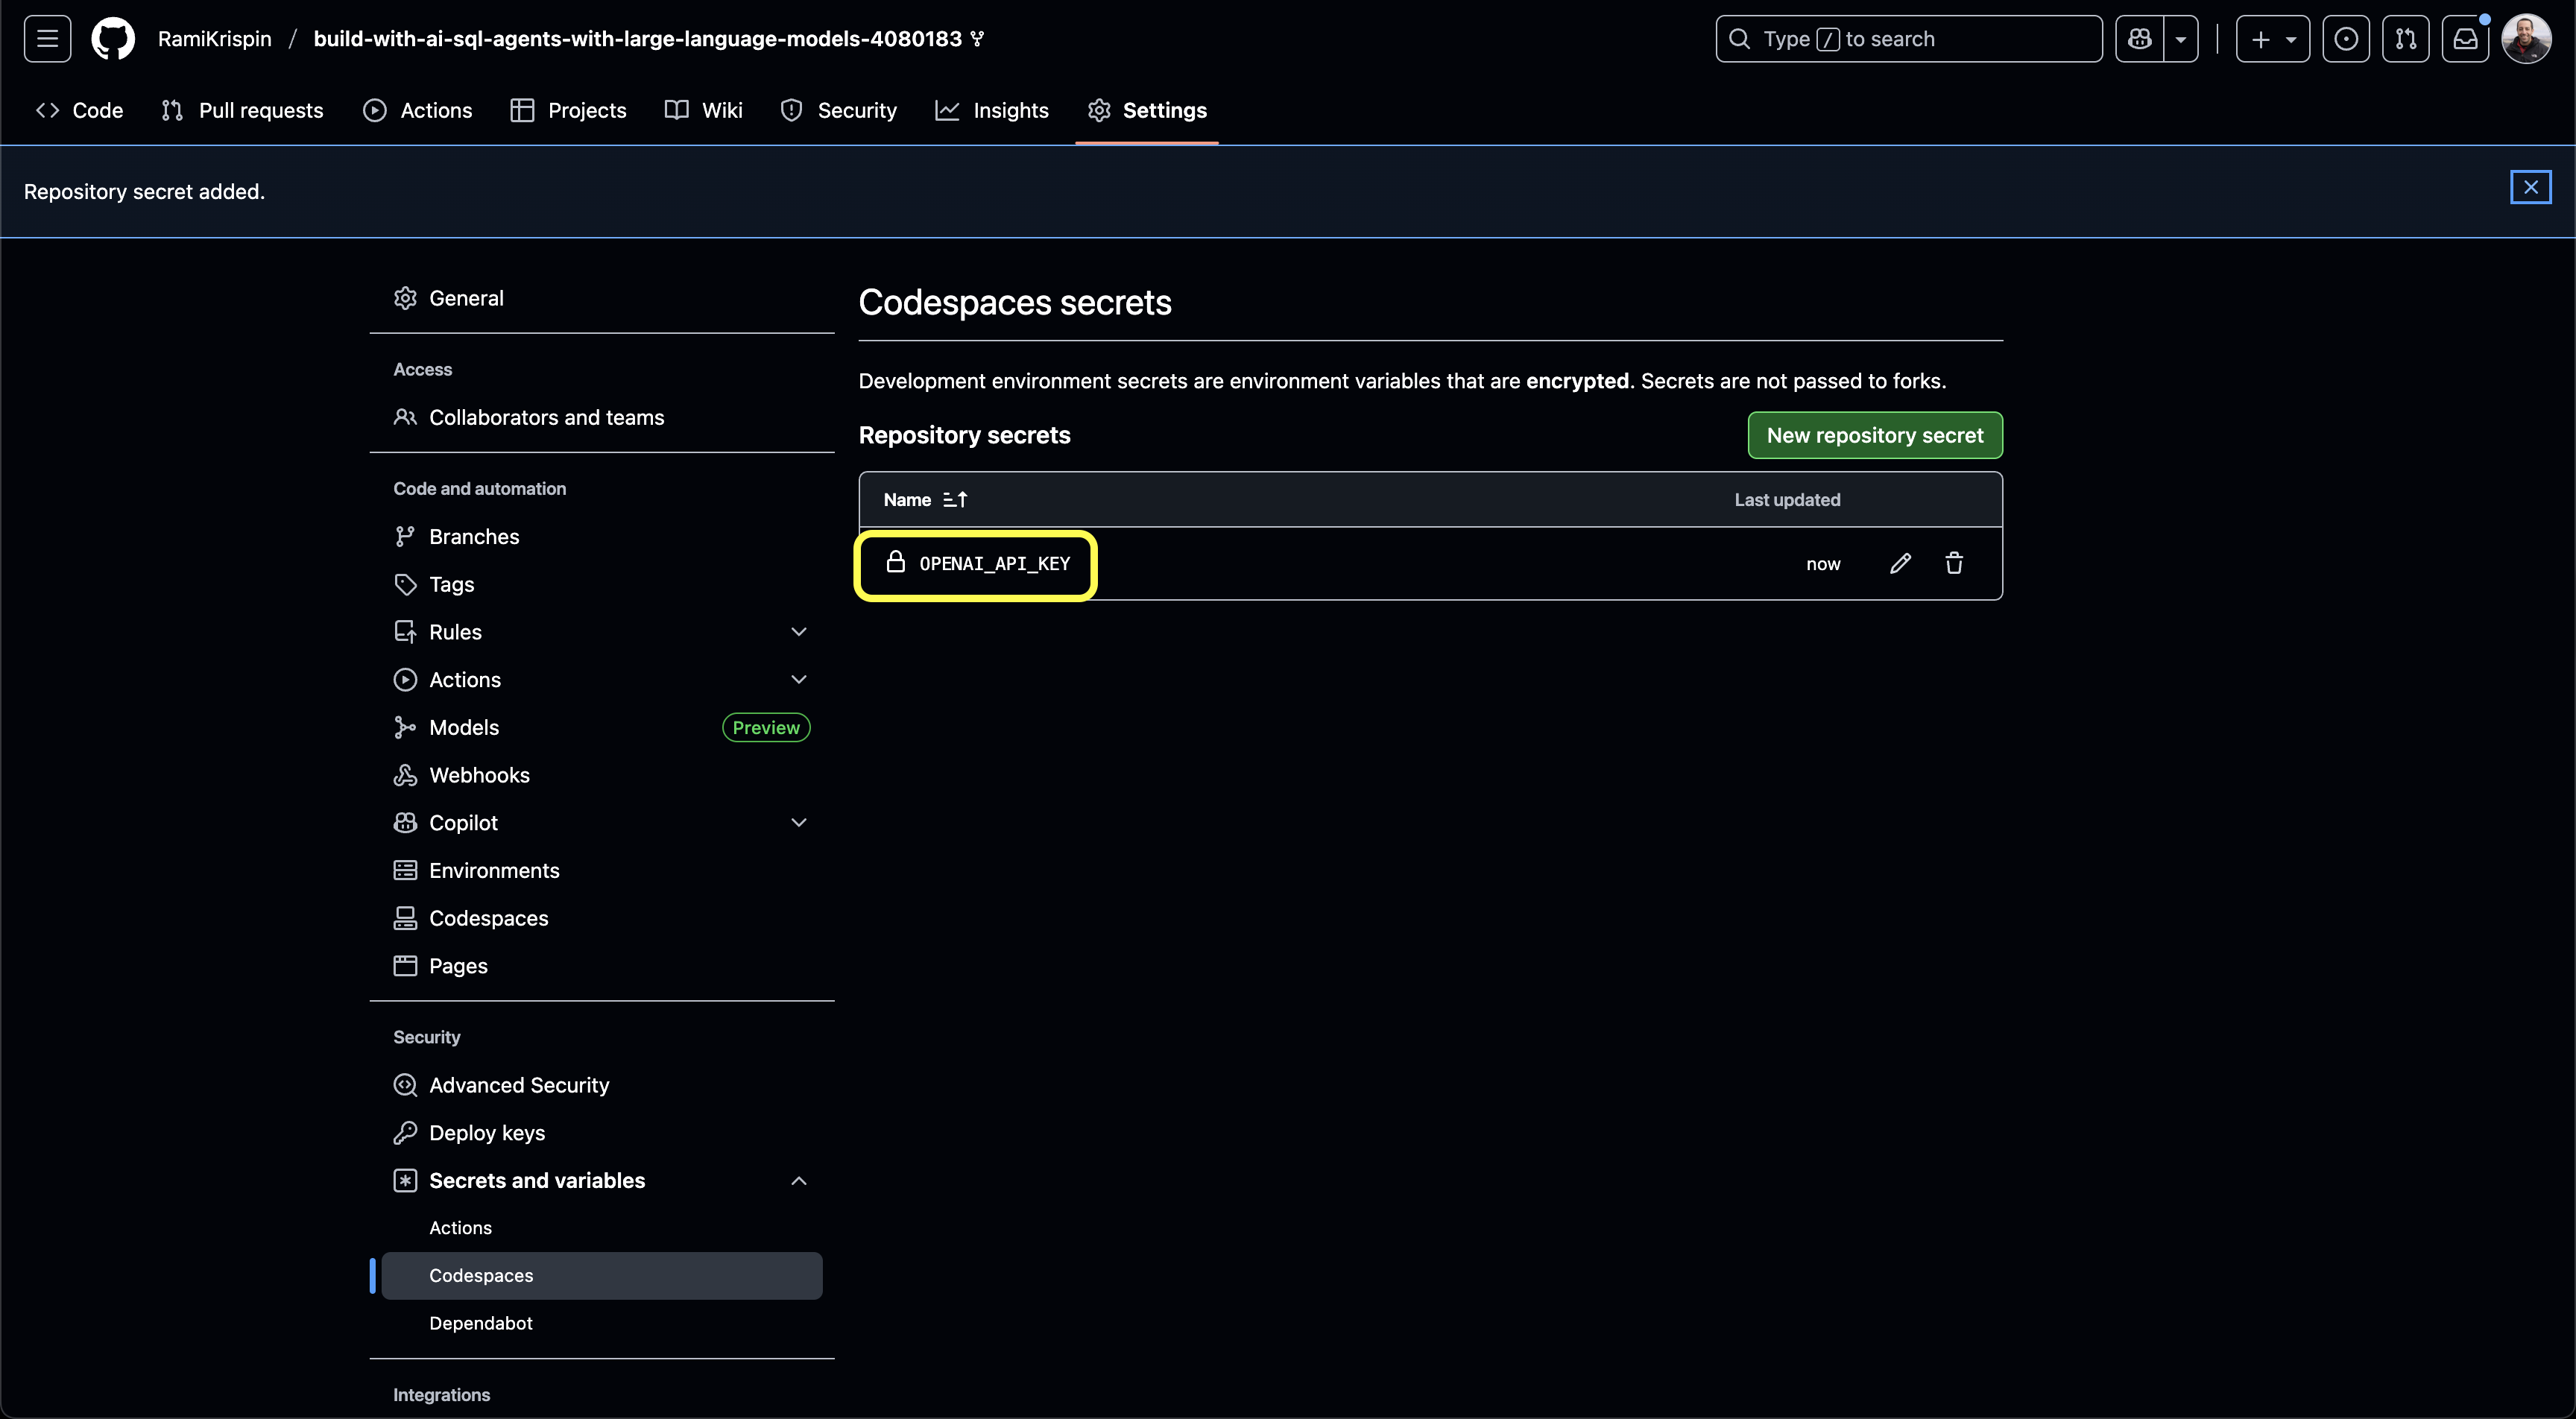 RamiKrispin / build-with-ai-sql-agents-with-large-language-models-4080183
Type / to search
Code Pull requests Actions Projects Wiki Security Insights Settings
Repository secret added.
General
Access
Collaborators and teams
Code and automation
Branches
Tags
Rules
Actions
Models Preview
Webhooks
Copilot
Environments
Codespaces
Pages
Security
Advanced Security
Deploy keys
Secrets and variables
Actions
Codespaces
Dependabot
Integrations
Codespaces secrets
Development environment secrets are environment variables that are encrypted. Secrets are not passed to forks.
Repository secrets New repository secret
Name Last updated
OPENAI_API_KEY now